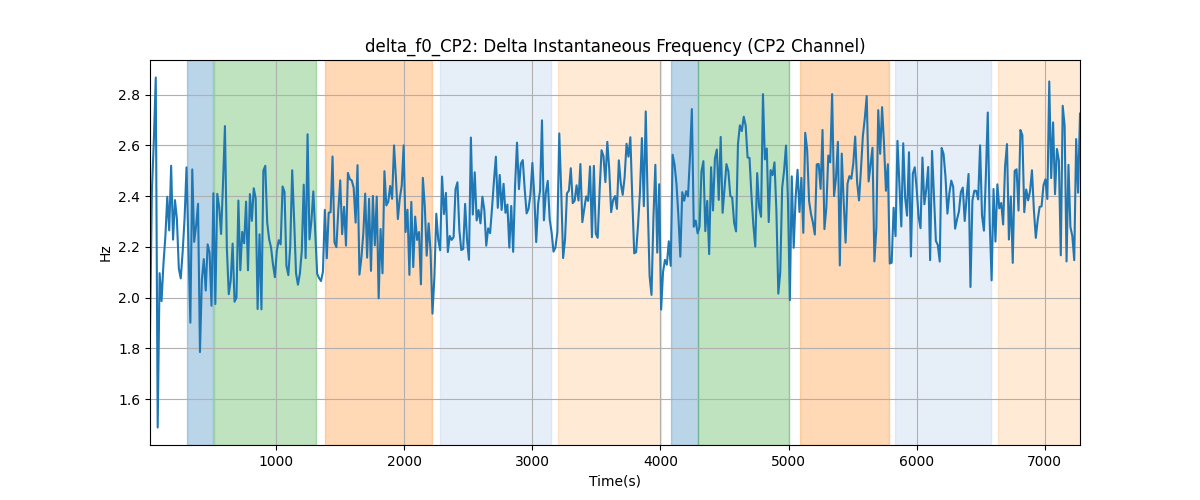 delta_f0_CP2: Delta Instantaneous Frequency (CP2 Channel)
2.8
2.6
2.4
2.2
2.0
1.8
1.6
Hz
1000 2000 3000 4000 5000 6000 7000
Time(s)